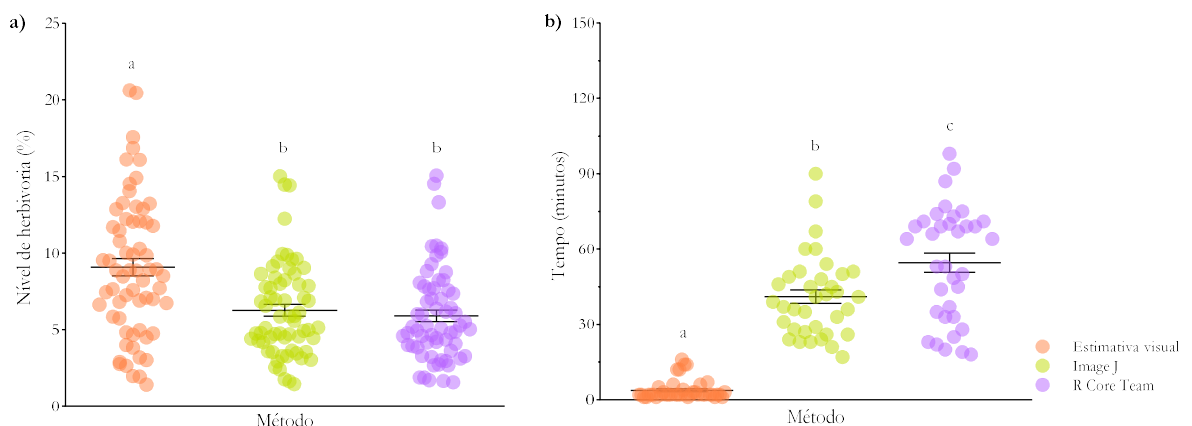 a)
Nível de herbivoria (%)
25
20
15
10
5
0
a
b
b
Método
b)
Tempo (minutos)
150
120
90
60
30
0
a
b
c
Método
Estimativa visual
Image J
R Core Team